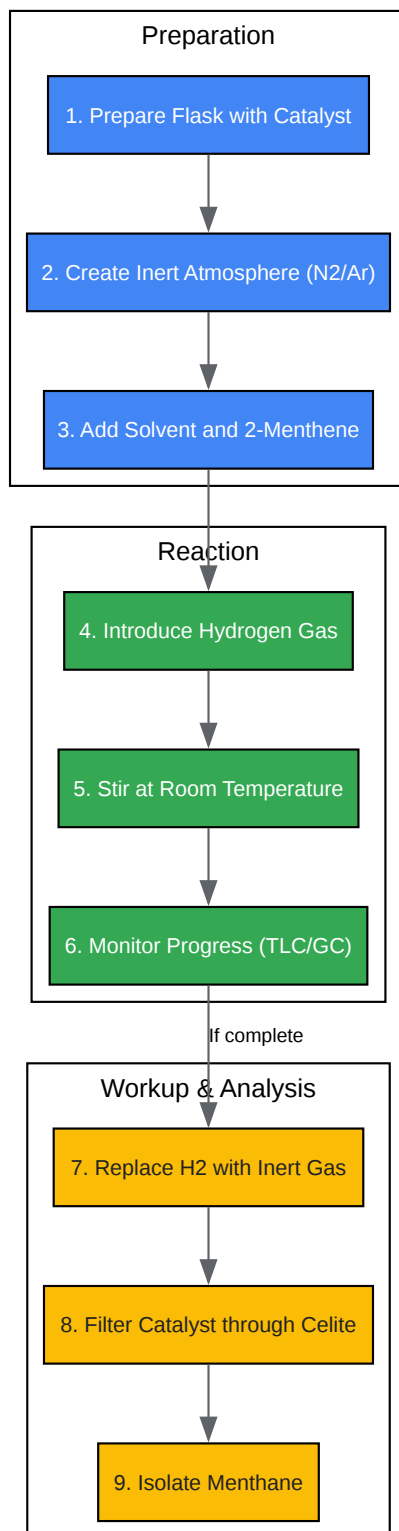 Preparation
1. Prepare Flask with Catalyst
2. Create Inert Atmosphere (N2/Ar)
3. Add Solvent and 2-Menthene
Reaction
4. Introduce Hydrogen Gas
5. Stir at Room Temperature
6. Monitor Progress (TLC/GC)
If complete
Workup & Analysis
7. Replace H2 with Inert Gas
8. Filter Catalyst through Celite
9. Isolate Menthane